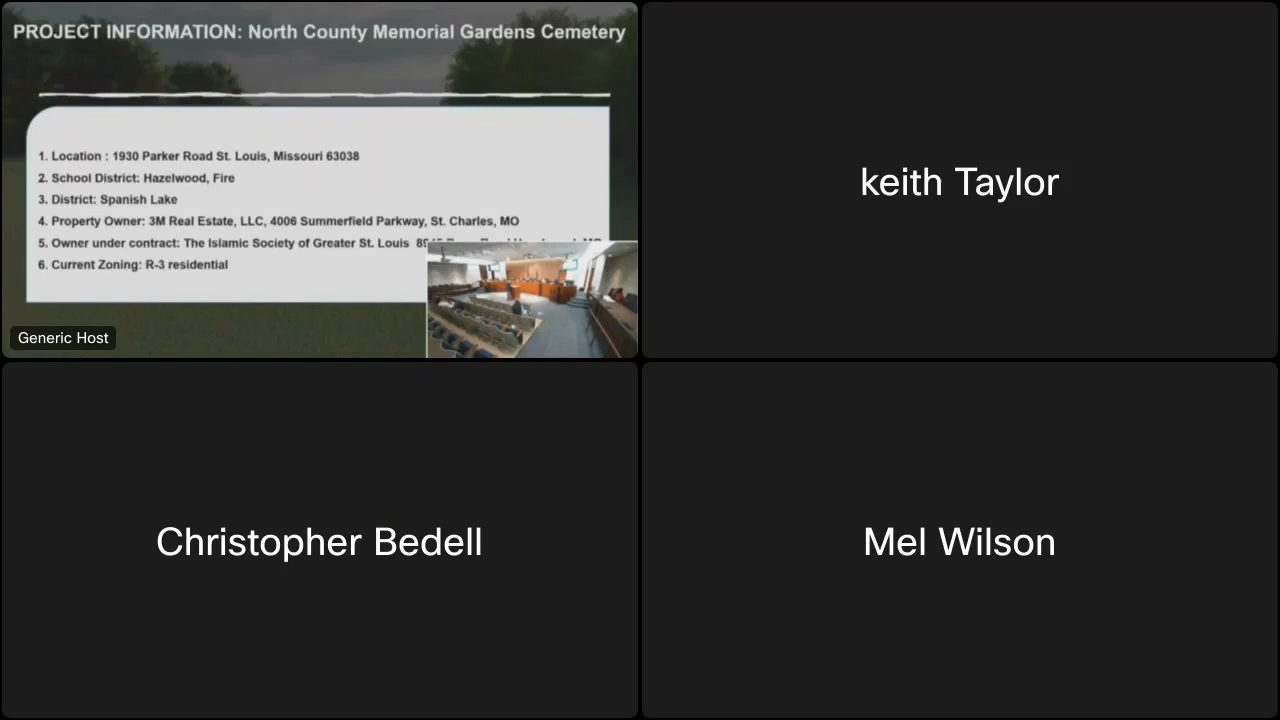 PROJECT INFORMATION: North County Memorial Gardens Cemetery
1. Location : 1930 Parker Road St. Louis, Missouri 63038
2. School District: Hazelwood, Fire
3. District: Spanish Lake
4. Property Owner: 3M Real Estate, LLC, 4006 Summerfield Parkway, St. Charles, MO
5. Owner under contract: The Islamic Society of Greater St. Louis
6. Current Zoning: R-3 residential
Generic Host
keith Taylor
Christopher Bedell
Mel Wilson